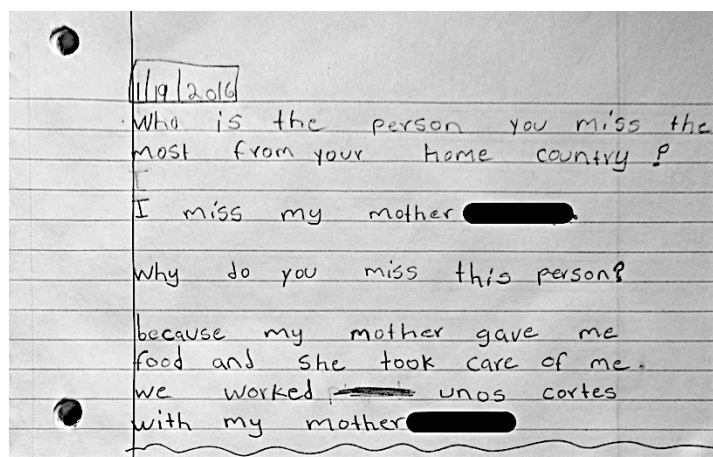 1/19/2016
Who is the person you miss the
most from your home country?
I miss my mother
Why do you miss this person?
because my mother gave me
food and she took care of me.
we worked unos cortes
with my mother